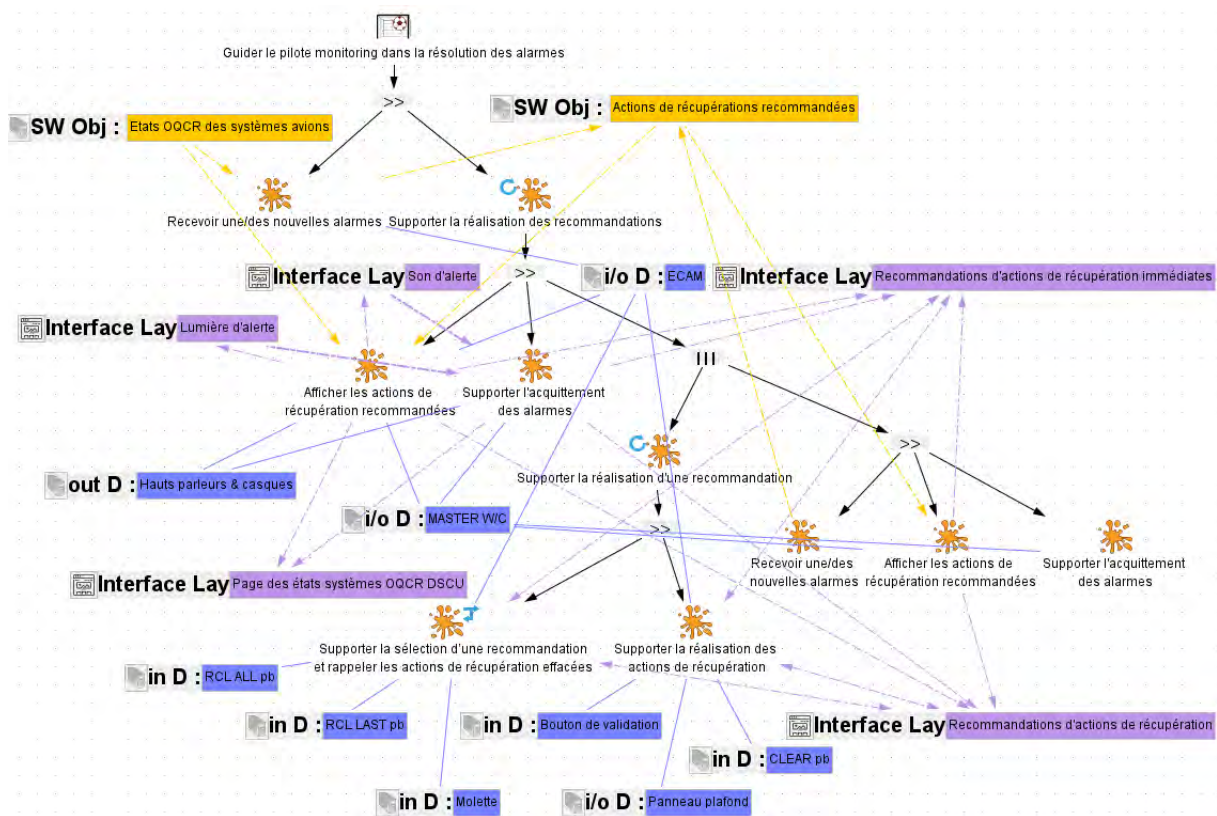 Guider le pilote monitoring dans la résolution des alarmes
>>
SW Obj : Actions de récupérations recommandées
SW Obj : Etats OQCR des systèmes avions
Recevoir une/des nouvelles alarmes
Supporter la réalisation des recommandations
Interface Lay Son d'alerte
>>
i/o D : ECAM
Interface Lay Recommandations d'actions de récupération immédiates
Interface Lay Lumière d'alerte
III
Afficher les actions de
récupération recommandées
Supporter l'acquittement
des alarmes
>>
Supporter la réalisation d'une recommandation
out D : Hauts parleurs & casques
i/o D : MASTER W/C
>>
Recevoir une/des
nouvelles alarmes
Afficher les actions de
récupération recommandées
Supporter l'acquittement
des alarmes
Interface Lay Page des états systèmes OQCR DSCU
Supporter la sélection d'une recommandation
et rappeler les actions de récupération effacées
Supporter la réalisation des
actions de récupération
in D : RCL ALL pb
in D : RCL LAST pb
in D : Bouton de validation
Interface Lay Recommandations d'actions de récupération
in D : CLEAR pb
in D : Molette
i/o D : Panneau plafond